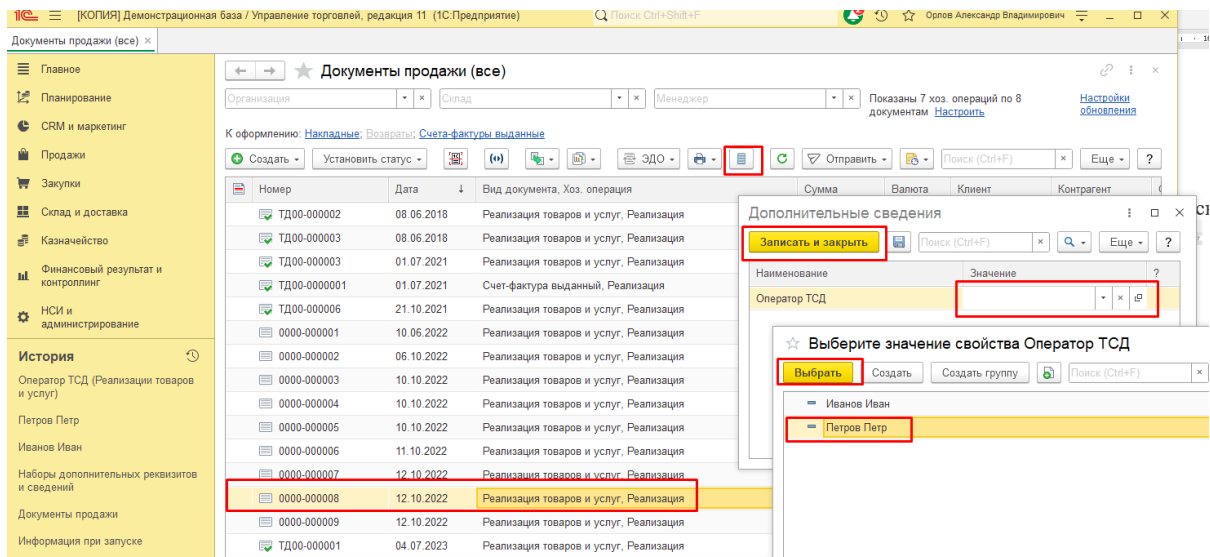 [КОПИЯ] Демонстрационная база / Управление торговлей, редакция 11 (1С:Предприятие)
Поиск Ctrl+Shift+F
Орлов Александр Владимирович
Документы продажи (все) ×
Главное
Планирование
CRM и маркетинг
Продажи
Закупки
Склад и доставка
Казначейство
Финансовый результат и
контроллинг
НСИ и
администрирование
История
Оператор ТСД (Реализации товаров
и услуг)
Петров Петр
Иванов Иван
Наборы дополнительных реквизитов
и сведений
Документы продажи
Информация при запуске
Документы продажи (все)
Организация
Склад
Менеджер
Показаны 7 хоз. операций по 8
документам Настроить
Настройки
обновления
К оформлению: Накладные; Возвраты; Счета-фактуры выданные
Создать
Установить статус
ЭДО
Отправить
Поиск (Ctrl+F)
Еще
?
Номер Дата ↓ Вид документа, Хоз. операция Сумма Валюта Клиент Контрагент
ТД00-000002 08.06.2018 Реализация товаров и услуг, Реализация
ТД00-000003 08.06.2018 Реализация товаров и услуг, Реализация
ТД00-000003 01.07.2021 Реализация товаров и услуг, Реализация
ТД00-0000001 01.07.2021 Счет-фактура выданный, Реализация
ТД00-000006 21.10.2021 Реализация товаров и услуг, Реализация
0000-000001 10.06.2022 Реализация товаров и услуг, Реализация
0000-000002 06.10.2022 Реализация товаров и услуг, Реализация
0000-000003 10.10.2022 Реализация товаров и услуг, Реализация
0000-000004 10.10.2022 Реализация товаров и услуг, Реализация
0000-000005 10.10.2022 Реализация товаров и услуг, Реализация
0000-000006 11.10.2022 Реализация товаров и услуг, Реализация
0000-000007 12.10.2022 Реализация товаров и услуг, Реализация
0000-000008 12.10.2022 Реализация товаров и услуг, Реализация
0000-000009 12.10.2022 Реализация товаров и услуг, Реализация
ТД00-000001 04.07.2023 Реализация товаров и услуг, Реализация
Дополнительные сведения
Записать и закрыть
Поиск (Ctrl+F)
Еще
?
Наименование Значение ?
Оператор ТСД
Выберите значение свойства Оператор ТСД
Выбрать
Создать
Создать группу
Поиск (Ctrl+F)
Иванов Иван
Петров Петр